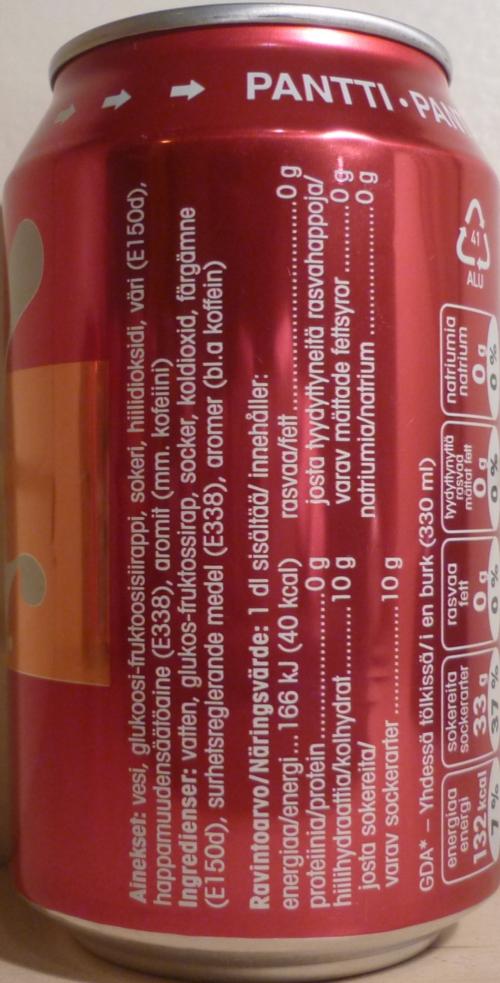 PANTTI • PAN
Ainekset: vesi, glukoosi-fruktoosisiirappi, sokeri, hiilidioksidi, väri (E150d),
happamuudensäätöaine (E338), aromit (mm. kofeiini)
Ingredienser: vatten, glukos-fruktossirap, socker, koldioxid, färgämne
(E150d), surhetsreglerande medel (E338), aromer (bl.a koffein)
Ravintoarvo/Näringsvärde: 1 dl sisältää/ innehåller:
energiaa/energi ... 166 kJ (40 kcal)
proteiinia/protein ... 0 g
hiilihydraattia/kolhydrat ... 10 g
josta sokereita/
varav sockerarter ... 10 g
rasvaa/fett ... 0 g
josta tyydyttyneitä rasvahappoja/
varav mättade fettsyror ... 0 g
natriumia/natrium ... 0 g
GDA* – Yhdessä tölkissä/ i en burk (330 ml)
energiaa
energi
132 kcal
sokereita
sockerarter
33 g
37 %
rasvaa
fett
0 g
0 %
tyydyttynyttä
rasvaa
mättat fett
0 g
0 %
natriumia
natrium
0 g
0 %
41
ALU